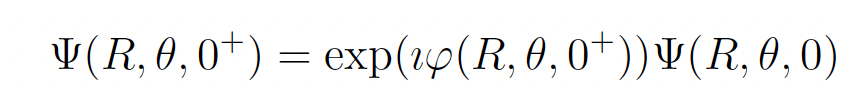 Ψ(R, θ, 0⁺) = exp(ıφ(R, θ, 0⁺))Ψ(R, θ, 0)